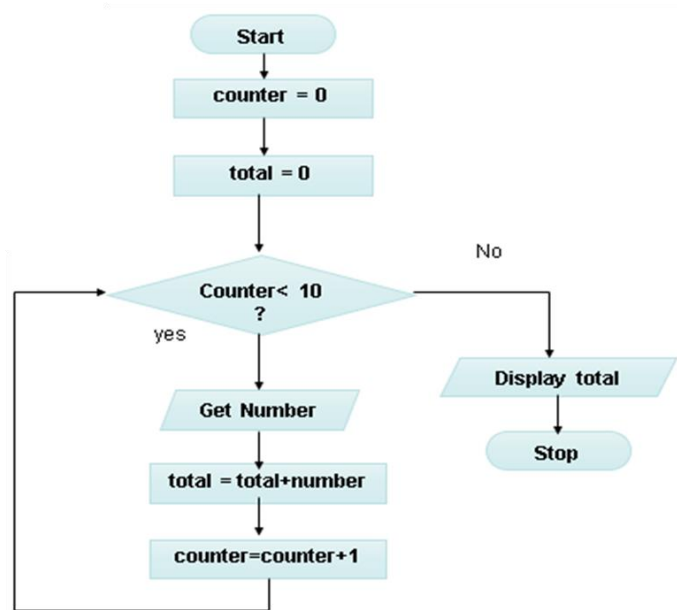 Start
counter = 0
total = 0
No
Counter< 10
?
yes
Display total
Get Number
Stop
total = total+number
counter=counter+1